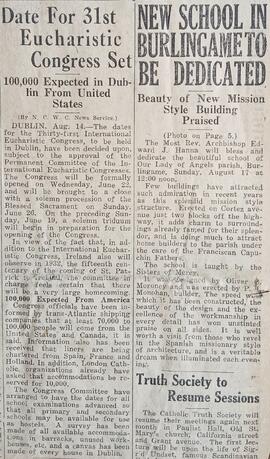 Date For 31st
Eucharistic
Congress Set
100,000 Expected in Dub-
lin From United
States
(By N. C. W. C. News Service.)
DUBLIN, Aug. 14.—The dates
for the Thirty-first International
Eucharistic Congress, to be held
in Dublin, have been decided upon,
subject to the approval of the
Permanent Committee of the In-
ternational Eucharistic Congresses.
The Congress will be formally
opened on Wednesday, June 22,
and will be brought to a close
with a solemn procession of the
Blessed Sacrament on Sunday,
June 26. On the preceding Sun-
day, June 19, a solemn triduum
will begin in preparation for the
opening of the Congress.
In view of the fact that, in ad-
dition to the International Euchar-
istic Congress, Ireland also will
observe in 1932, the fifteenth cen-
tenary of the coming of St. Pat-
rick to Ireland, the committee in
charge feels certain that there
will be a very large homecoming.
100,000 Expected From America
Congress officials have been in-
formed by trans-Atlantic shipping
companies that at least 70,000 to
100,000 people will come from the
United States and Canada, it is
said. Information also has been
received that liners are being
chartered from Spain, France and
Holland. In addition, London Cath-
olic organizations already have
asked that accommodations be
reserved for 10,000.
The Congress Committee have
arranged to have the dates for all
school examinations advanced so
that all primary and secondary
schools may be available for use
as hostels. A survey has been
made of all available accommoda-
tions in barracks, unused work-
houses, etc., and a canvas has been
made of every house in Dublin.
NEW SCHOOL IN
BURLINGAME TO
BE DEDICATED
Beauty of New Mission
Style Building
Praised
(Photo on Page 5.)
The Most Rev. Archbishop Ed-
ward J. Hanna will bless and
dedicate the beautiful school of
Our Lady of Angels parish, Bur-
lingame, Sunday, August 17 at
12:00 noon.
Few buildings have attracted
such admiration in recent years
as this splendid mission style
structure. Erected on Cortez ave-
nue just two blocks off the high-
way, it adds charm to surround-
ings already famed for their splen-
dor, and is doing much to attract
home builders to the parish under
the care of the Franciscan Capu-
chin Fathers.
The school is taught by the
Sisters of Mercy.
It was designed by Oliver
Morony and was erected by
Monohan, builder. The speed with
which it has been constructed, the
beauty of the design and the ex-
cellence of the workmanship in
every detail has won unstinted
praise on all sides. It is well
worth a visit from those who revel
in the Spanish missionary style
of architecture, and is a veritable
dream when illuminated each eve-
ning.
Truth Society to
Resume Sessions
The Catholic Truth Society will
resume their meetings again next
month in Paulist Hall, Old St.
Mary's church, California street
and Grant avenue. The first lec-
ture will be upon the life of Sig-
rid Undset, famous Scandinavian